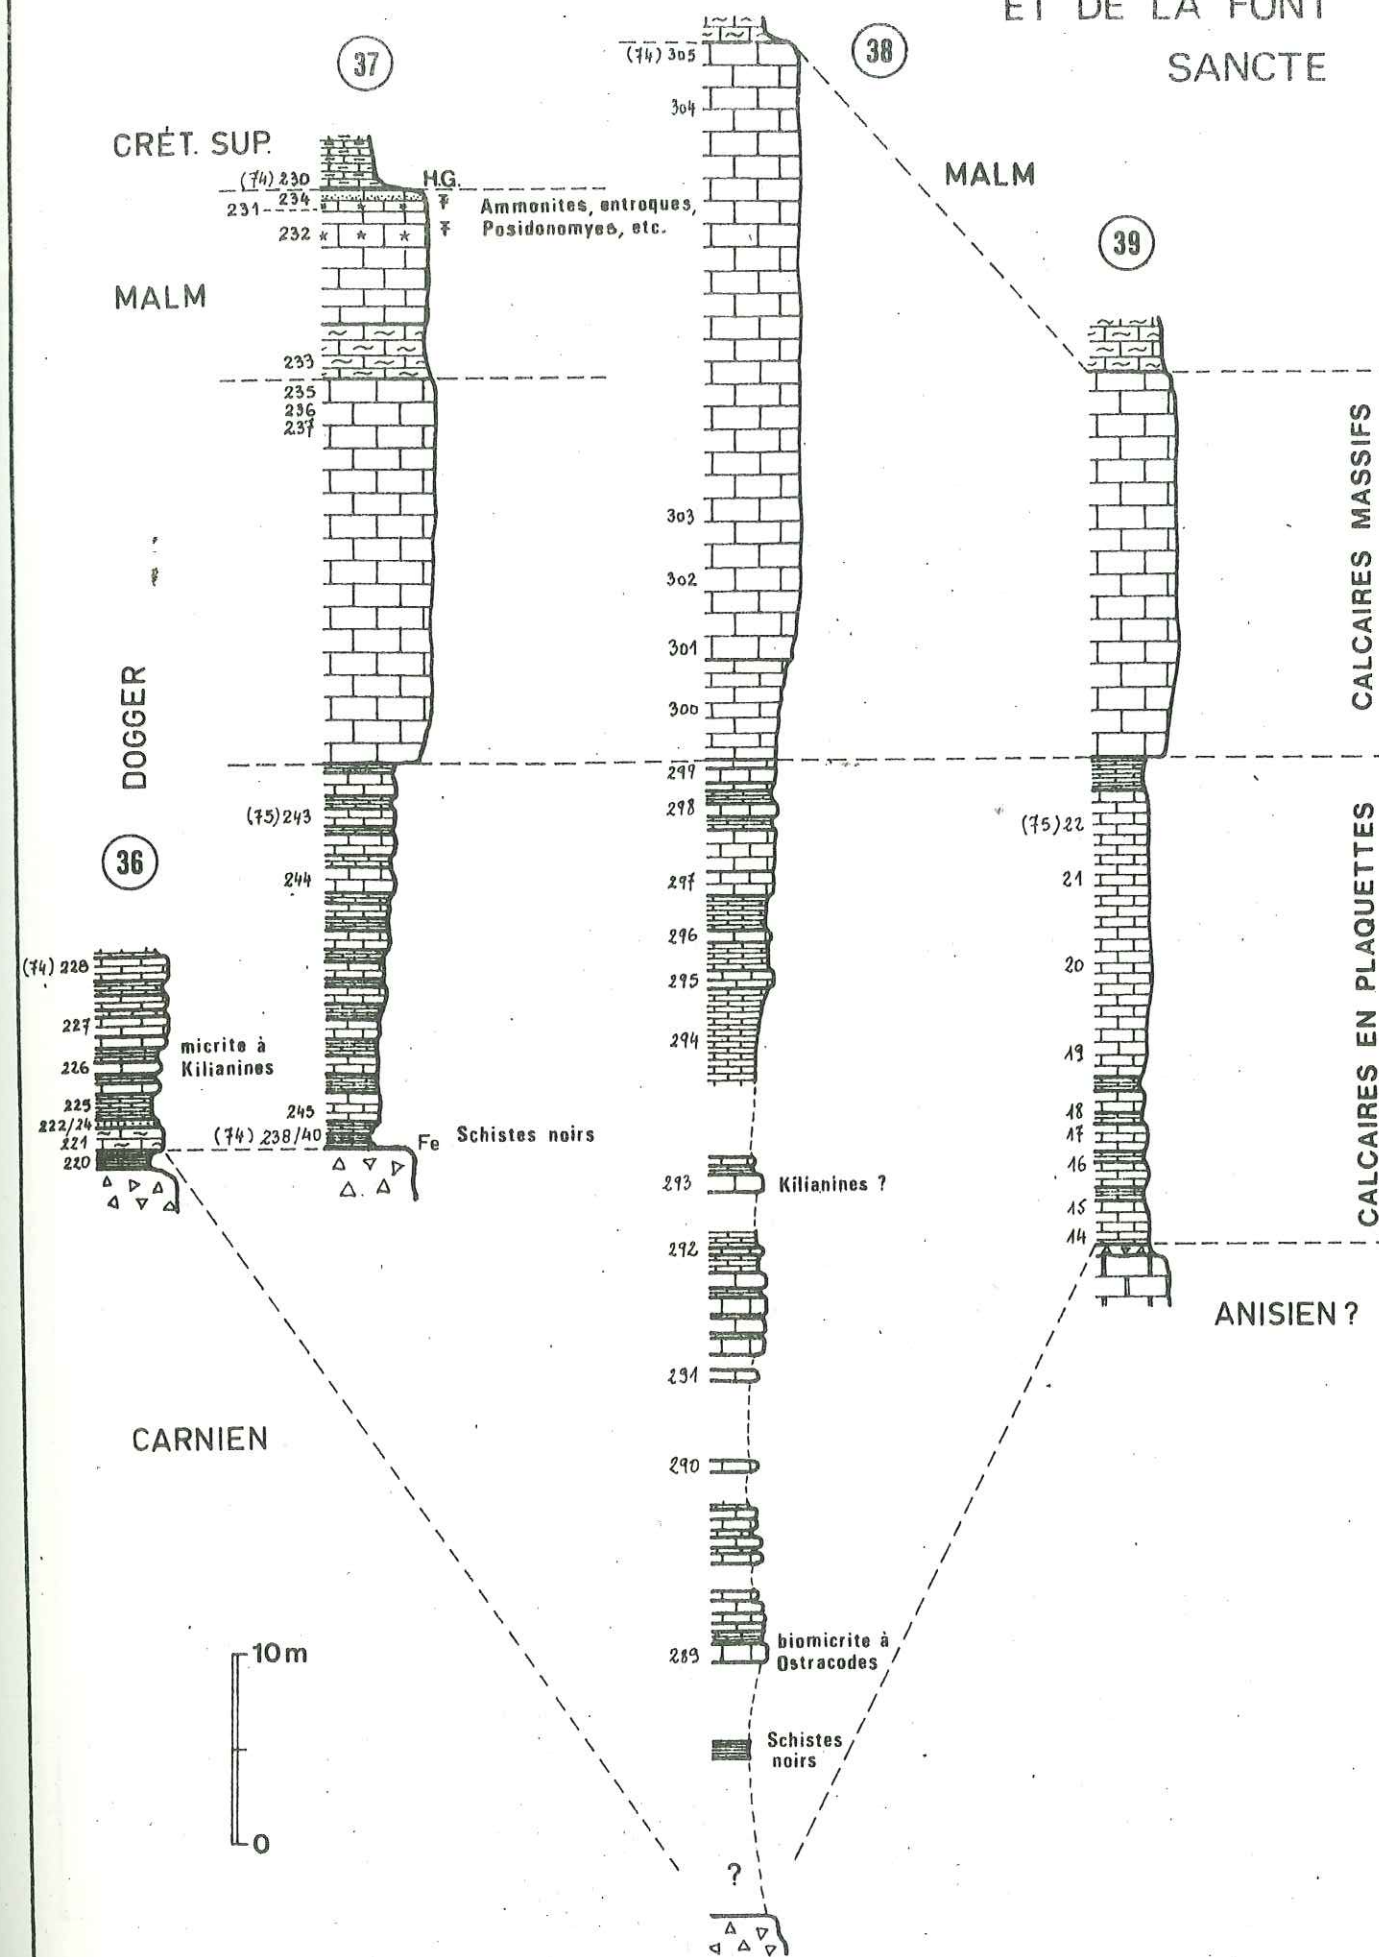 ET DE LA FONT
SANCTE
37
38
39
36
CRÉT. SUP.
(74) 230
234
231
232
H.G.
Ammonites, entroques,
Posidonomyes, etc.
MALM
233
235
236
237
DOGGER
(75) 243
244
245
(74) 238/40
Fe
Schistes noirs
(74) 228
227
226
225
222/24
221
220
micrite à
Kilianines
CARNIEN
10 m
0
(74) 305
304
303
302
301
300
299
298
297
296
295
294
293
Kilianines ?
292
291
290
289
biomicrite à
Ostracodes
Schistes
noirs
?
MALM
(75) 22
21
20
19
18
17
16
15
14
ANISIEN ?
CALCAIRES MASSIFS
CALCAIRES EN PLAQUETTES